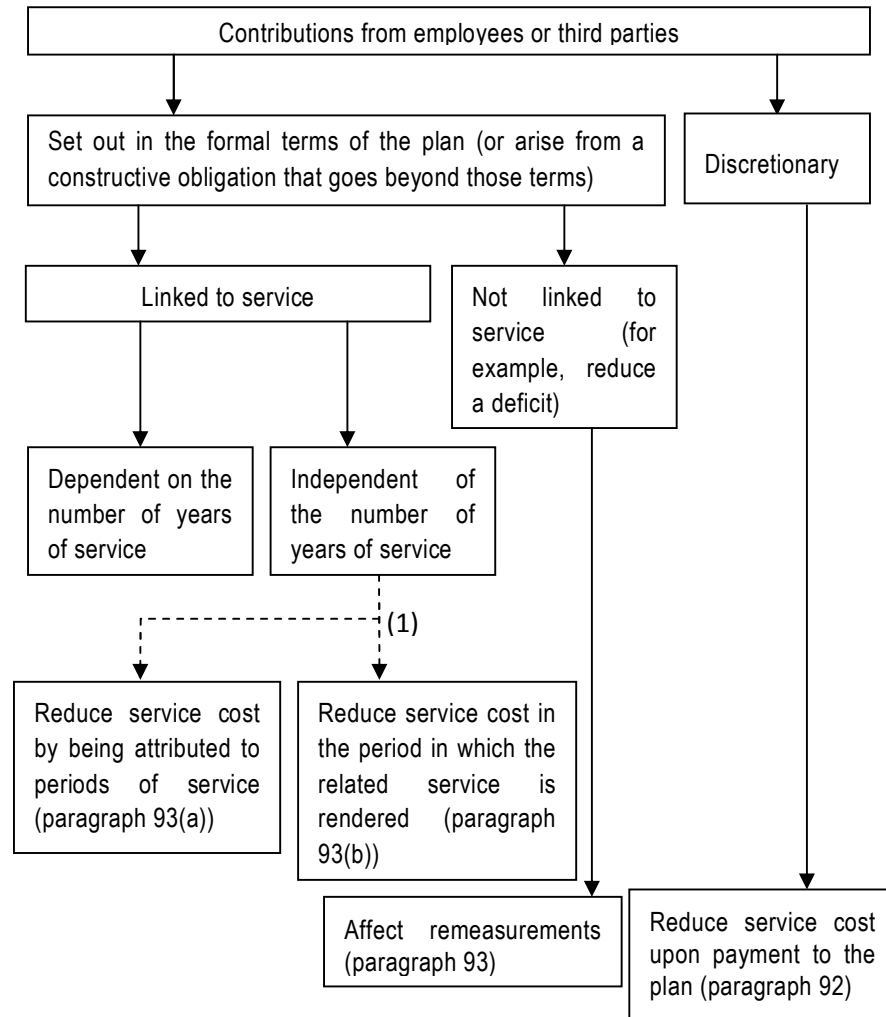 Contributions from employees or third parties
Set out in the formal terms of the plan (or arise from a
constructive obligation that goes beyond those terms)
Discretionary
Linked to service
Not linked to
service (for
example, reduce
a deficit)
Dependent on the
number of years
of service
Independent of
the number of
years of service
(1)
Reduce service cost
by being attributed to
periods of service
(paragraph 93(a))
Reduce service cost in
the period in which the
related service is
rendered (paragraph
93(b))
Affect remeasurements
(paragraph 93)
Reduce service cost
upon payment to the
plan (paragraph 92)